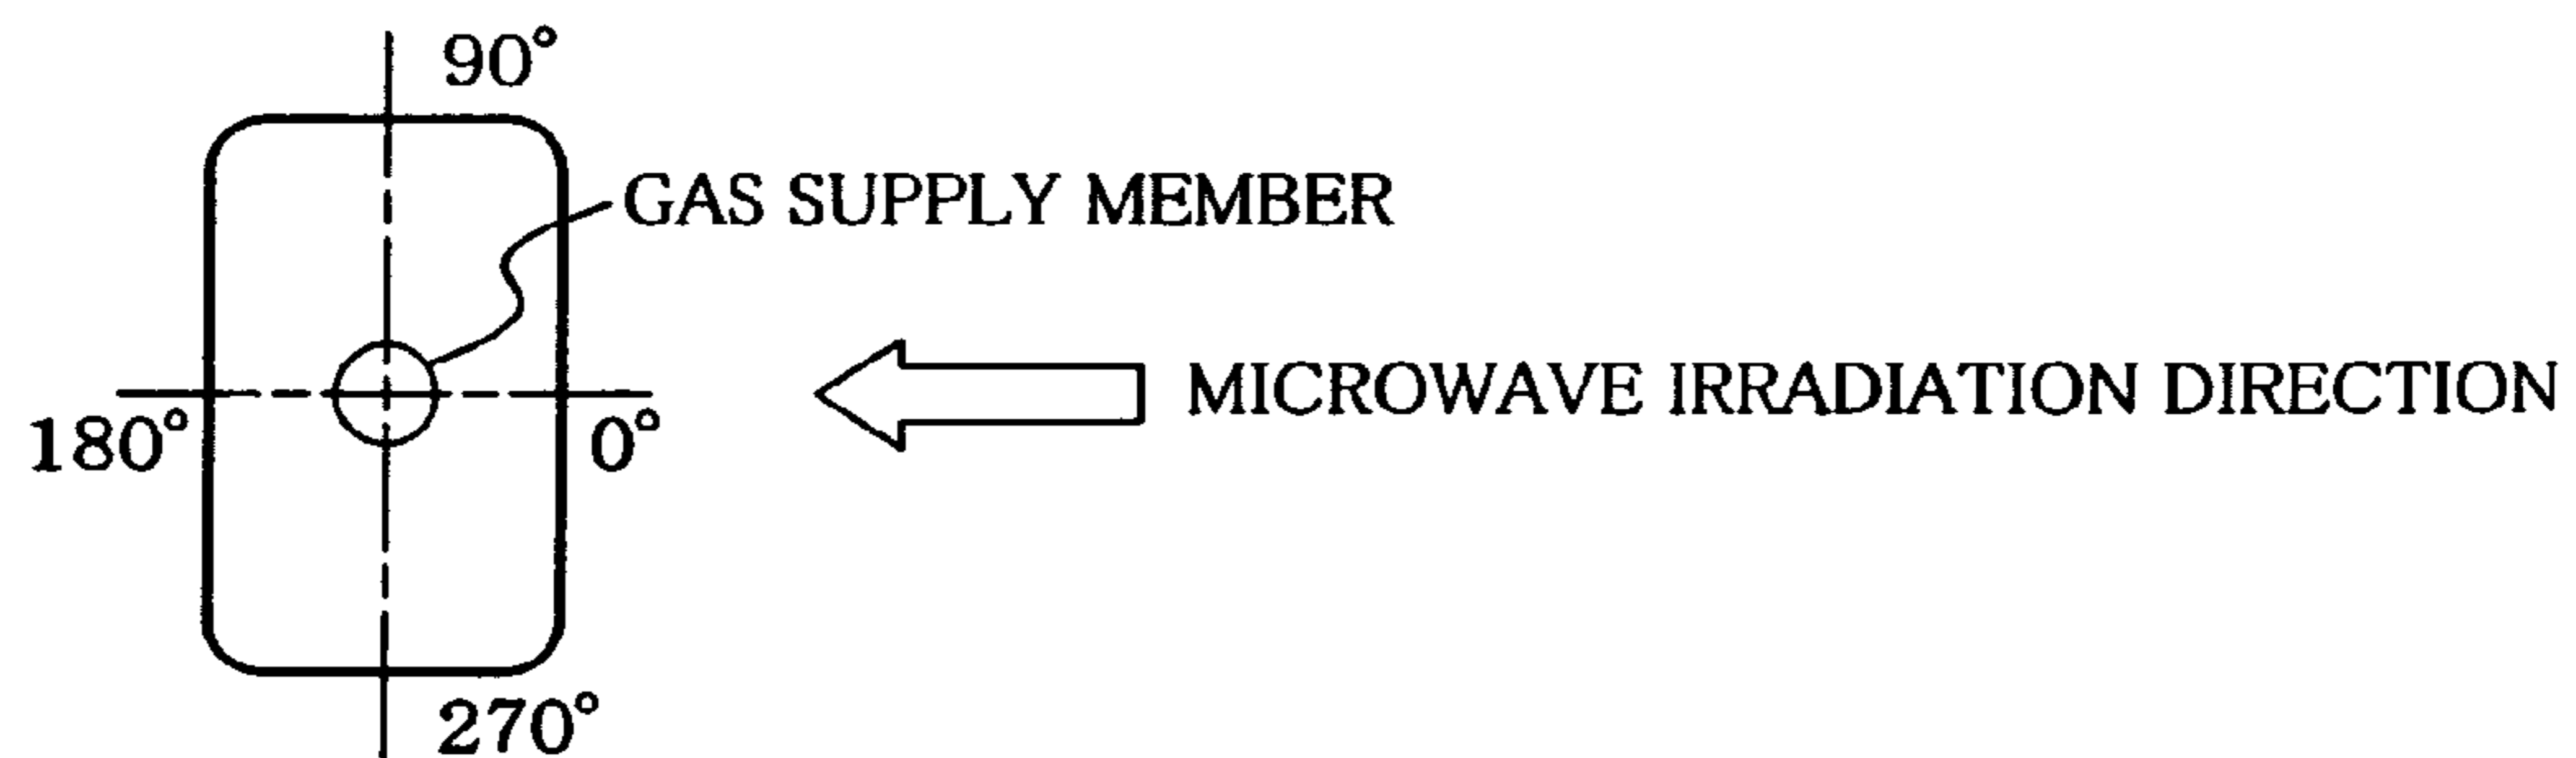 90°
GAS SUPPLY MEMBER
MICROWAVE IRRADIATION DIRECTION
180°
0°
270°